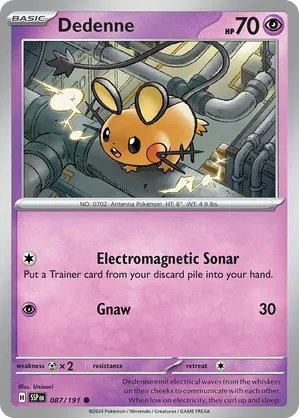 BASIC
Dedenne
HP 70
NO. 0702 Antenna Pokémon HT: 8" WT: 4.9 lbs.
Electromagnetic Sonar
Put a Trainer card from your discard pile into your hand.
Gnaw 30
weakness ×2 resistance retreat
Illus. Uninori
H SSP EN 087/191
Dedenne emit electrical waves from the whiskers
on their cheeks to communicate with each other.
When low on electricity, they curl up and sleep.
©2024 Pokémon / Nintendo / Creatures / GAME FREAK